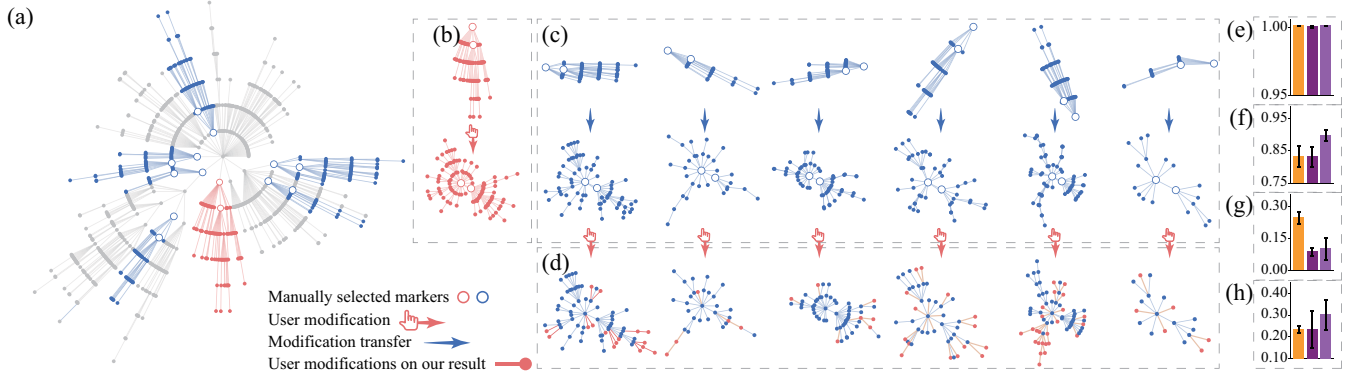 (a)
(b)
(c)
(d)
Manually selected markers
User modification
Modification transfer
User modifications on our result
(e)
1.00
0.95
(f)
0.95
0.85
0.75
(g)
0.30
0.15
0.00
(h)
0.40
0.30
0.20
0.10